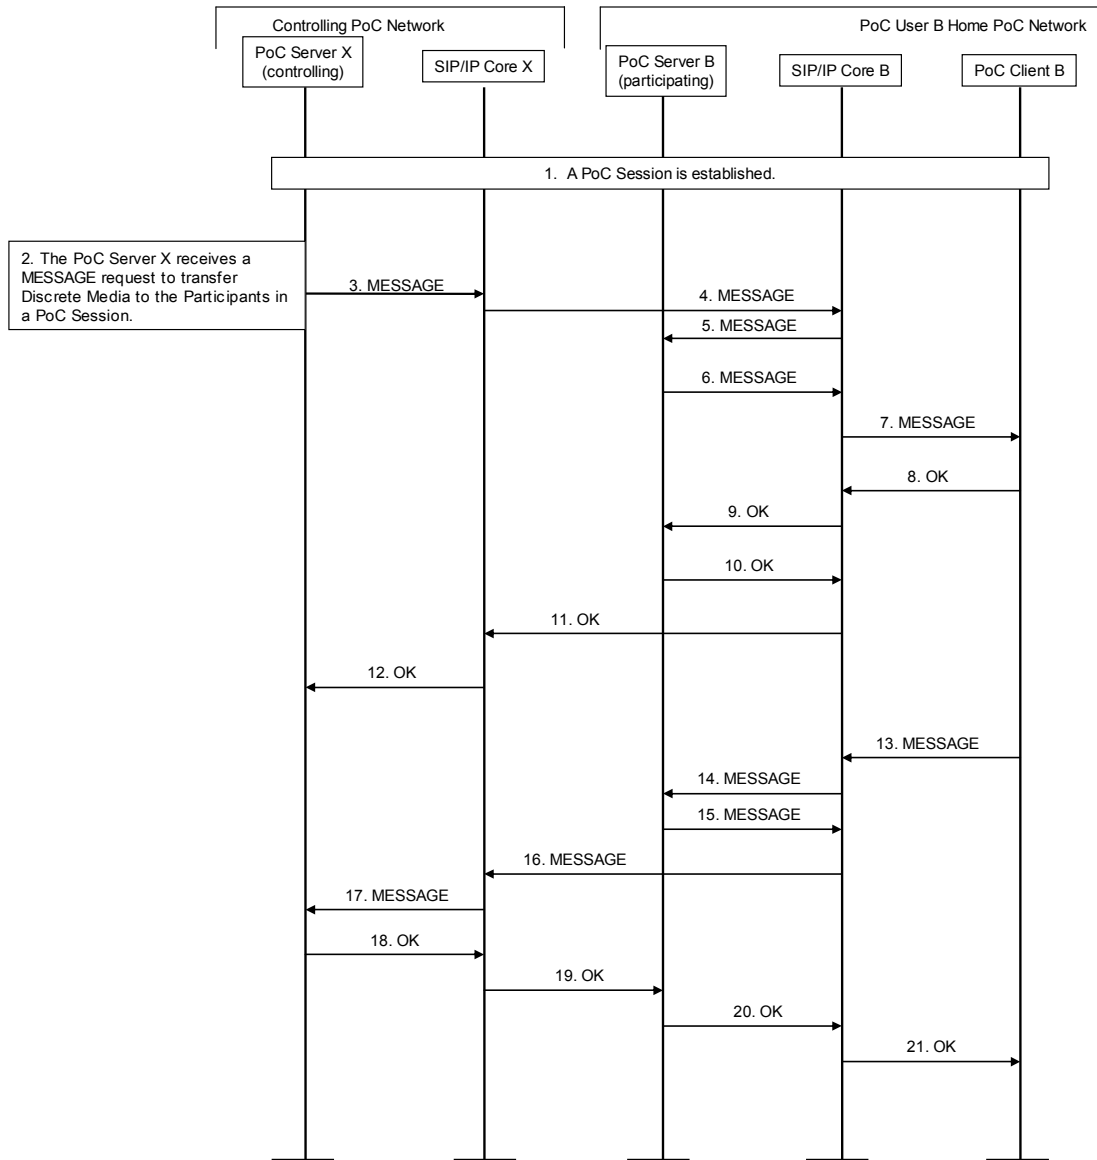 Controlling PoC Network
PoC User B Home PoC Network
PoC Server X
(controlling)
SIP/IP Core X
PoC Server B
(participating)
SIP/IP Core B
PoC Client B
1. A PoC Session is established.
2. The PoC Server X receives a
MESSAGE request to transfer
Discrete Media to the Participants in
a PoC Session.
3. MESSAGE
4. MESSAGE
5. MESSAGE
6. MESSAGE
7. MESSAGE
8. OK
9. OK
10. OK
11. OK
12. OK
13. MESSAGE
14. MESSAGE
15. MESSAGE
16. MESSAGE
17. MESSAGE
18. OK
19. OK
20. OK
21. OK